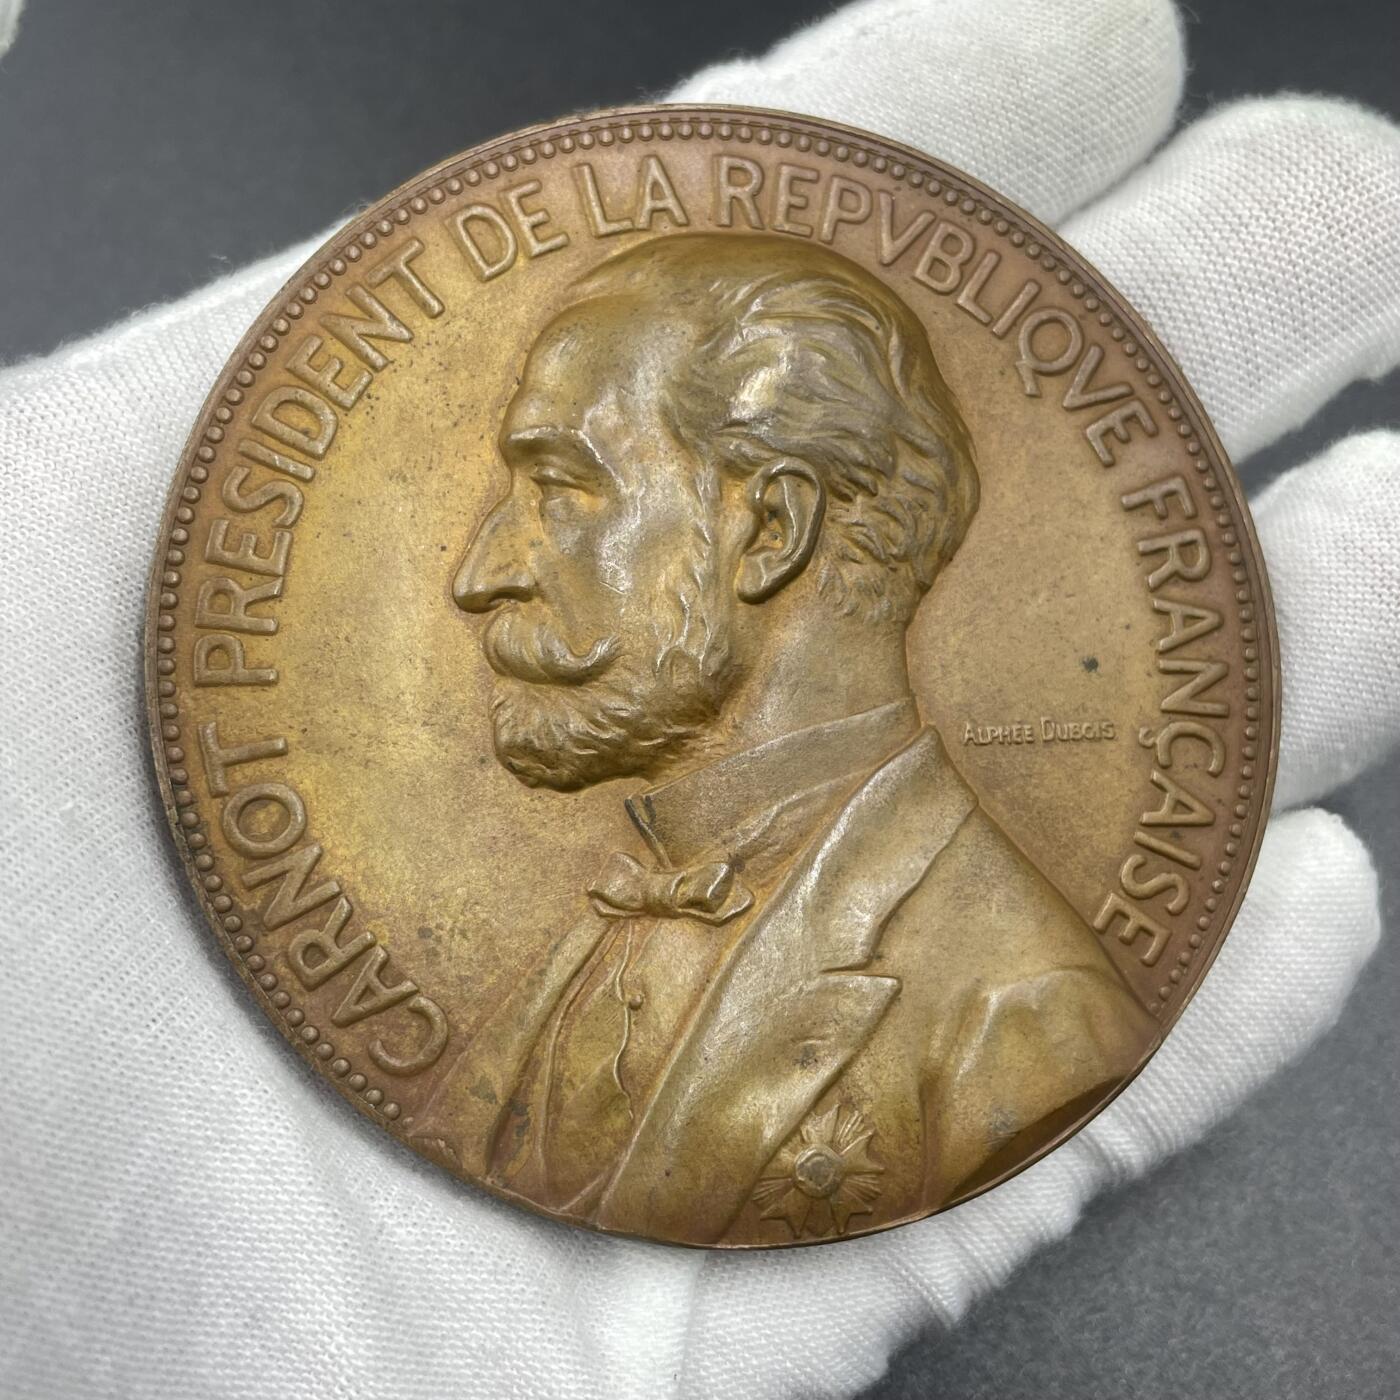 CARNOT PRESIDENT DE LA REPVBLIQVE FRANÇAISE
ALPHÉE DUBOIS